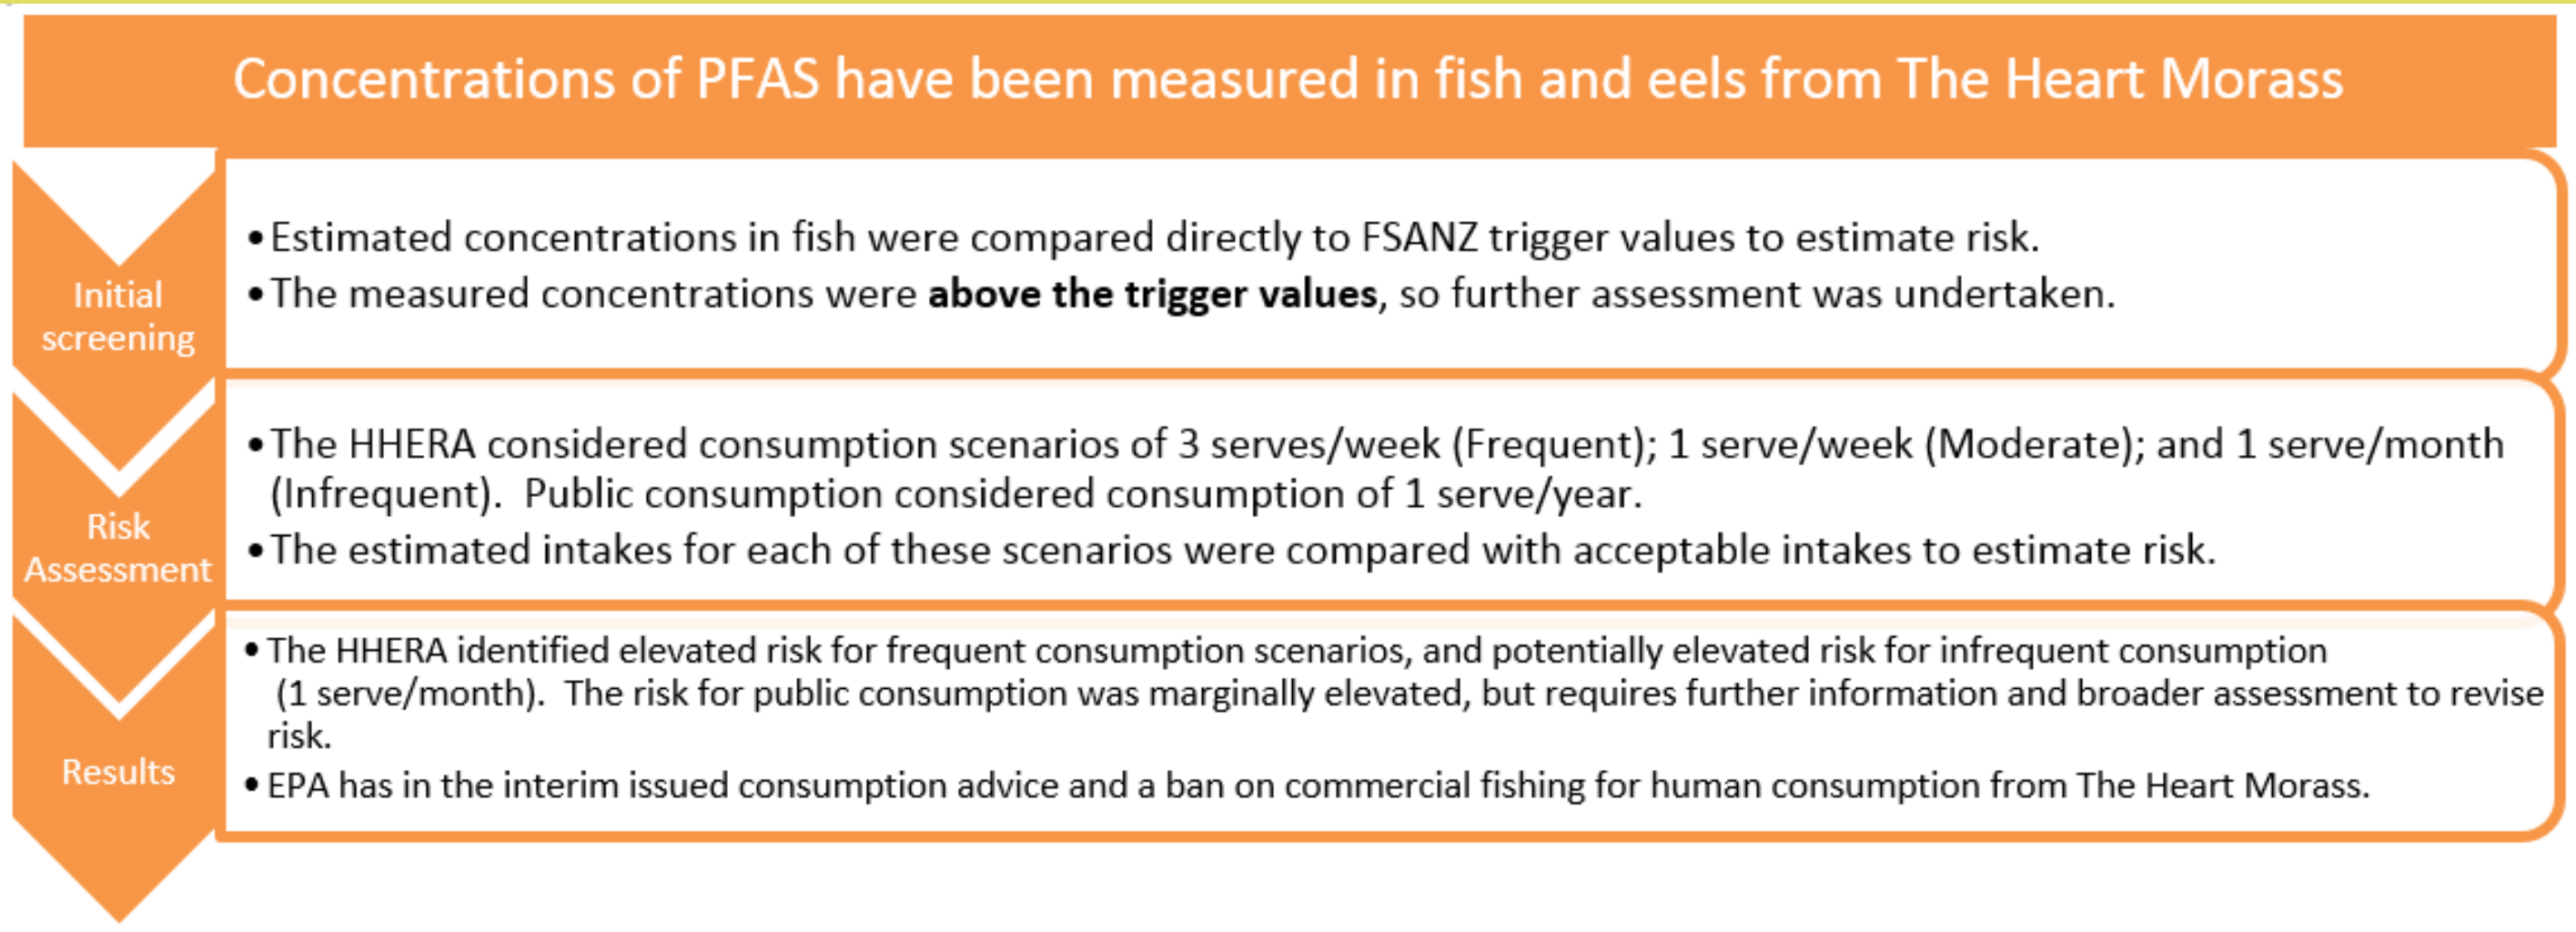 Concentrations of PFAS have been measured in fish and eels from The Heart Morass
Initial
screening
•Estimated concentrations in fish were compared directly to FSANZ trigger values to estimate risk.
•The measured concentrations were above the trigger values, so further assessment was undertaken.
Risk
Assessment
•The HHERA considered consumption scenarios of 3 serves/week (Frequent); 1 serve/week (Moderate); and 1 serve/month
(Infrequent).  Public consumption considered consumption of 1 serve/year.
•The estimated intakes for each of these scenarios were compared with acceptable intakes to estimate risk.
Results
•The HHERA identified elevated risk for frequent consumption scenarios, and potentially elevated risk for infrequent consumption
(1 serve/month).  The risk for public consumption was marginally elevated, but requires further information and broader assessment to revise
risk.
•EPA has in the interim issued consumption advice and a ban on commercial fishing for human consumption from The Heart Morass.